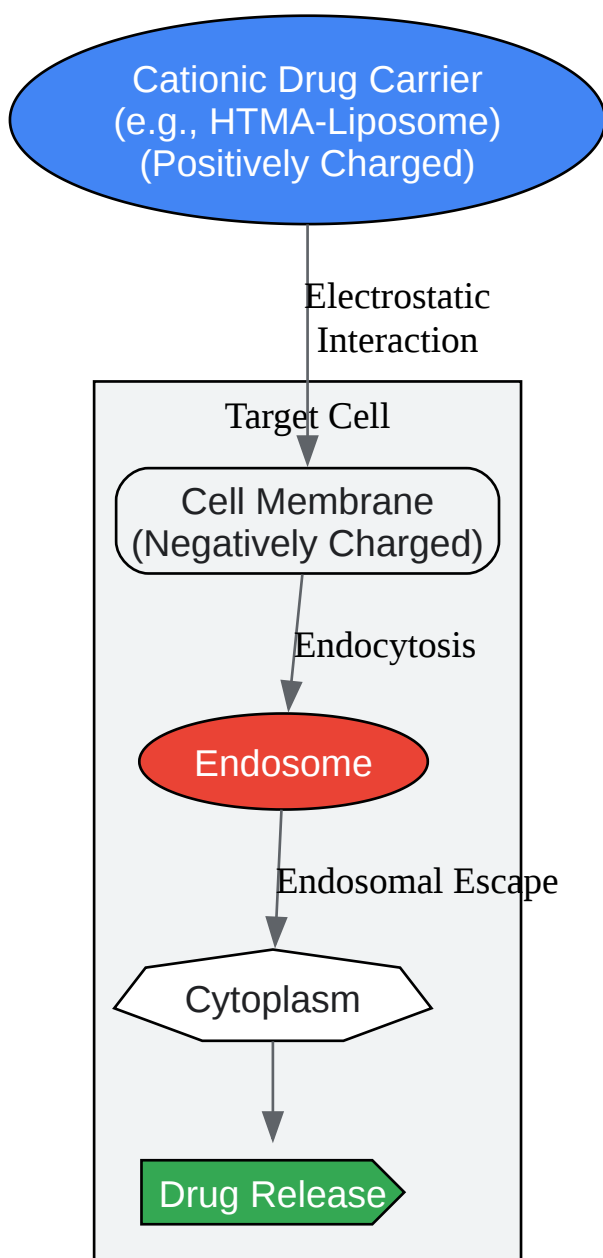 Cationic Drug Carrier
(e.g., HTMA-Liposome)
(Positively Charged)
Electrostatic
Interaction
Target Cell
Cell Membrane
(Negatively Charged)
Endocytosis
Endosome
Endosomal Escape
Cytoplasm
Drug Release